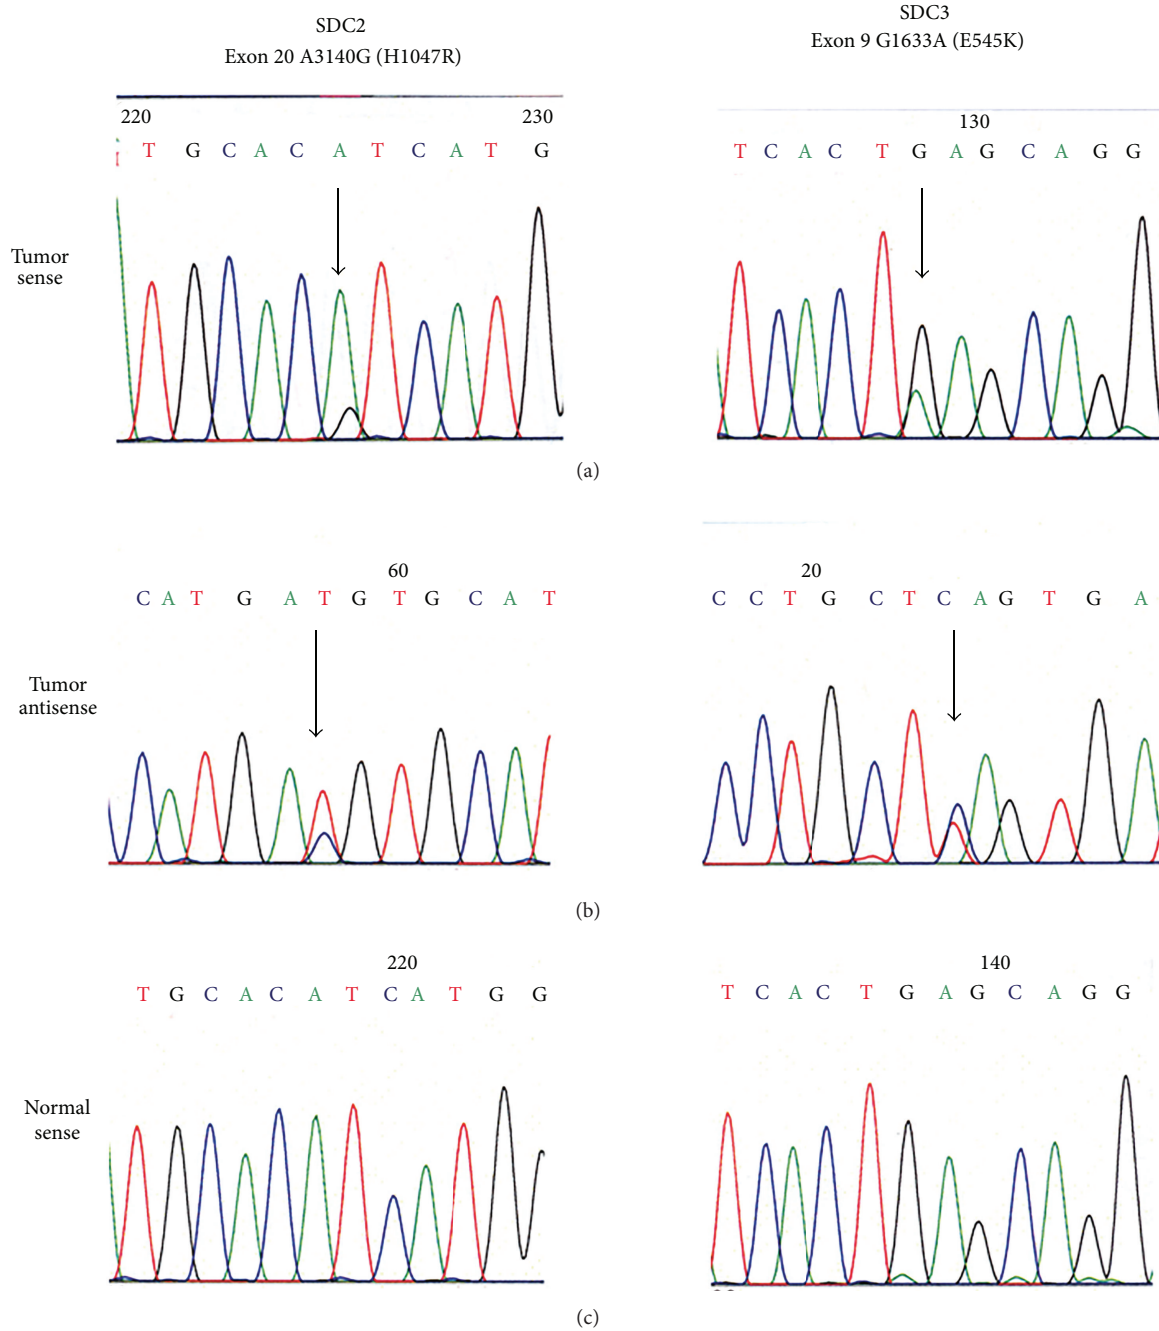 SDC2
Exon 20 A3140G (H1047R)
SDC3
Exon 9 G1633A (E545K)
220 230
T G C A C A T C A T G
130
T C A C T G A G C A G G
Tumor
sense
(a)
60
C A T G A T G T G C A T
20
C C T G C T C A G T G A
Tumor
antisense
(b)
220
T G C A C A T C A T G G
140
T C A C T G A G C A G G
Normal
sense
(c)